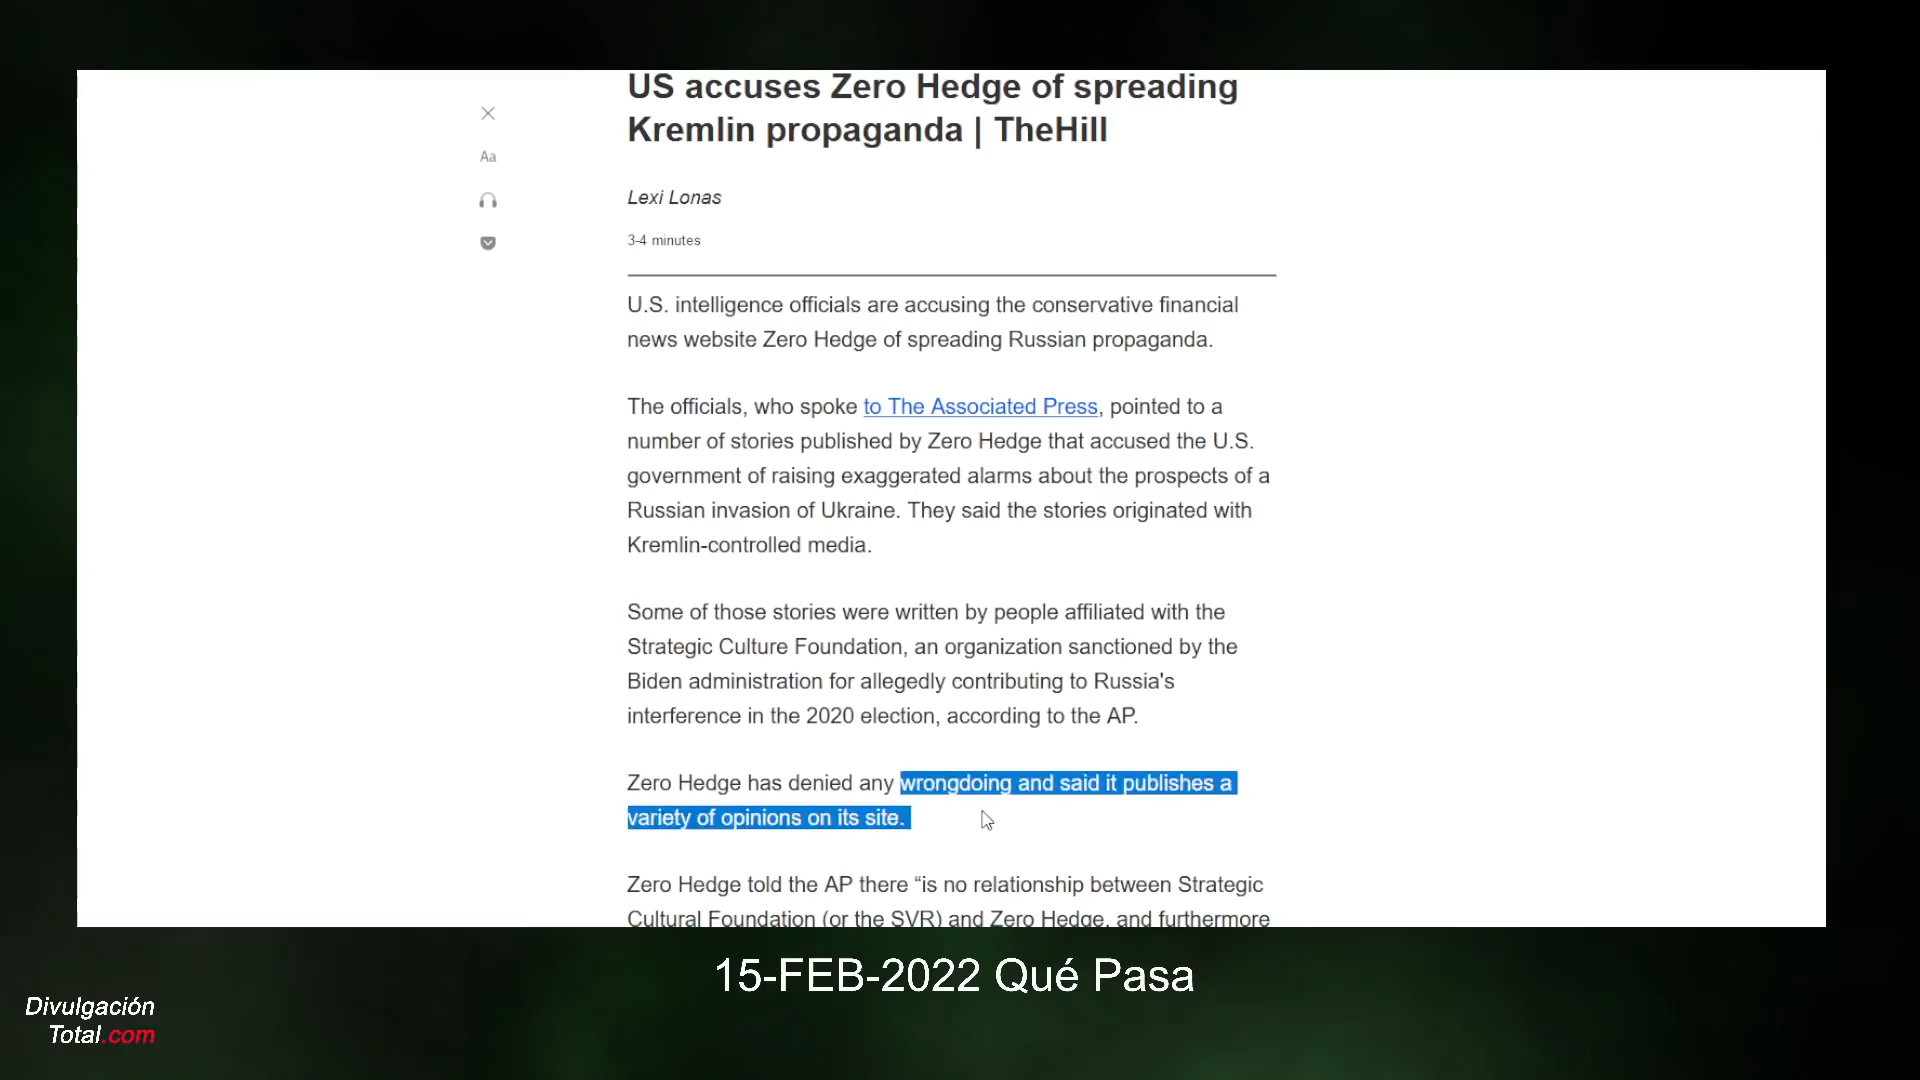 US accuses Zero Hedge of spreading
Kremlin propaganda | TheHill
Aa
Lexi Lonas
3-4 minutes
U.S. intelligence officials are accusing the conservative financial
news website Zero Hedge of spreading Russian propaganda.
The officials, who spoke to The Associated Press, pointed to a
number of stories published by Zero Hedge that accused the U.S.
government of raising exaggerated alarms about the prospects of a
Russian invasion of Ukraine. They said the stories originated with
Kremlin-controlled media.
Some of those stories were written by people affiliated with the
Strategic Culture Foundation, an organization sanctioned by the
Biden administration for allegedly contributing to Russia's
interference in the 2020 election, according to the AP.
Zero Hedge has denied any wrongdoing and said it publishes a
variety of opinions on its site.
Zero Hedge told the AP there “is no relationship between Strategic
Cultural Foundation (or the SVR) and Zero Hedge, and furthermore
15-FEB-2022 Qué Pasa
Divulgación
Total.com